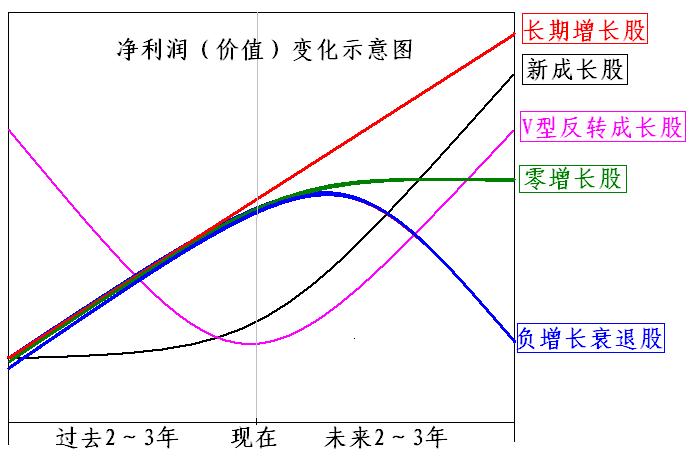 净利润（价值）变化示意图
长期增长股
新成长股
V型反转成长股
零增长股
负增长衰退股
过去2～3年
现在
未来2～3年